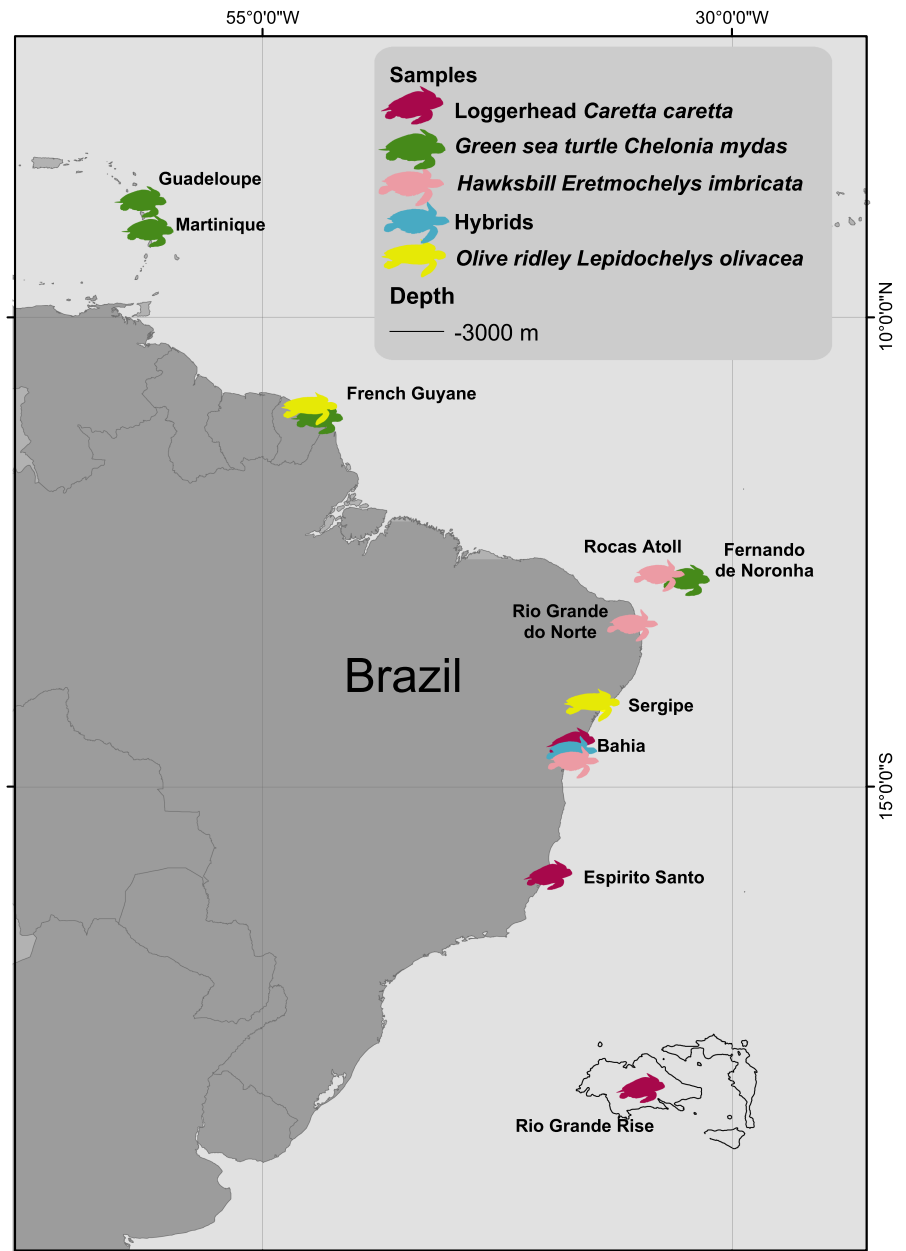 55°0'0"W
30°0'0"W
Samples
Loggerhead Caretta caretta
Green sea turtle Chelonia mydas
Hawksbill Eretmochelys imbricata
Hybrids
Olive ridley Lepidochelys olivacea
Depth
-3000 m
Guadeloupe
Martinique
10°0'0"N
French Guyane
Rocas Atoll
Fernando
de Noronha
Rio Grande
do Norte
Brazil
Sergipe
Bahia
15°0'0"S
Espirito Santo
Rio Grande Rise